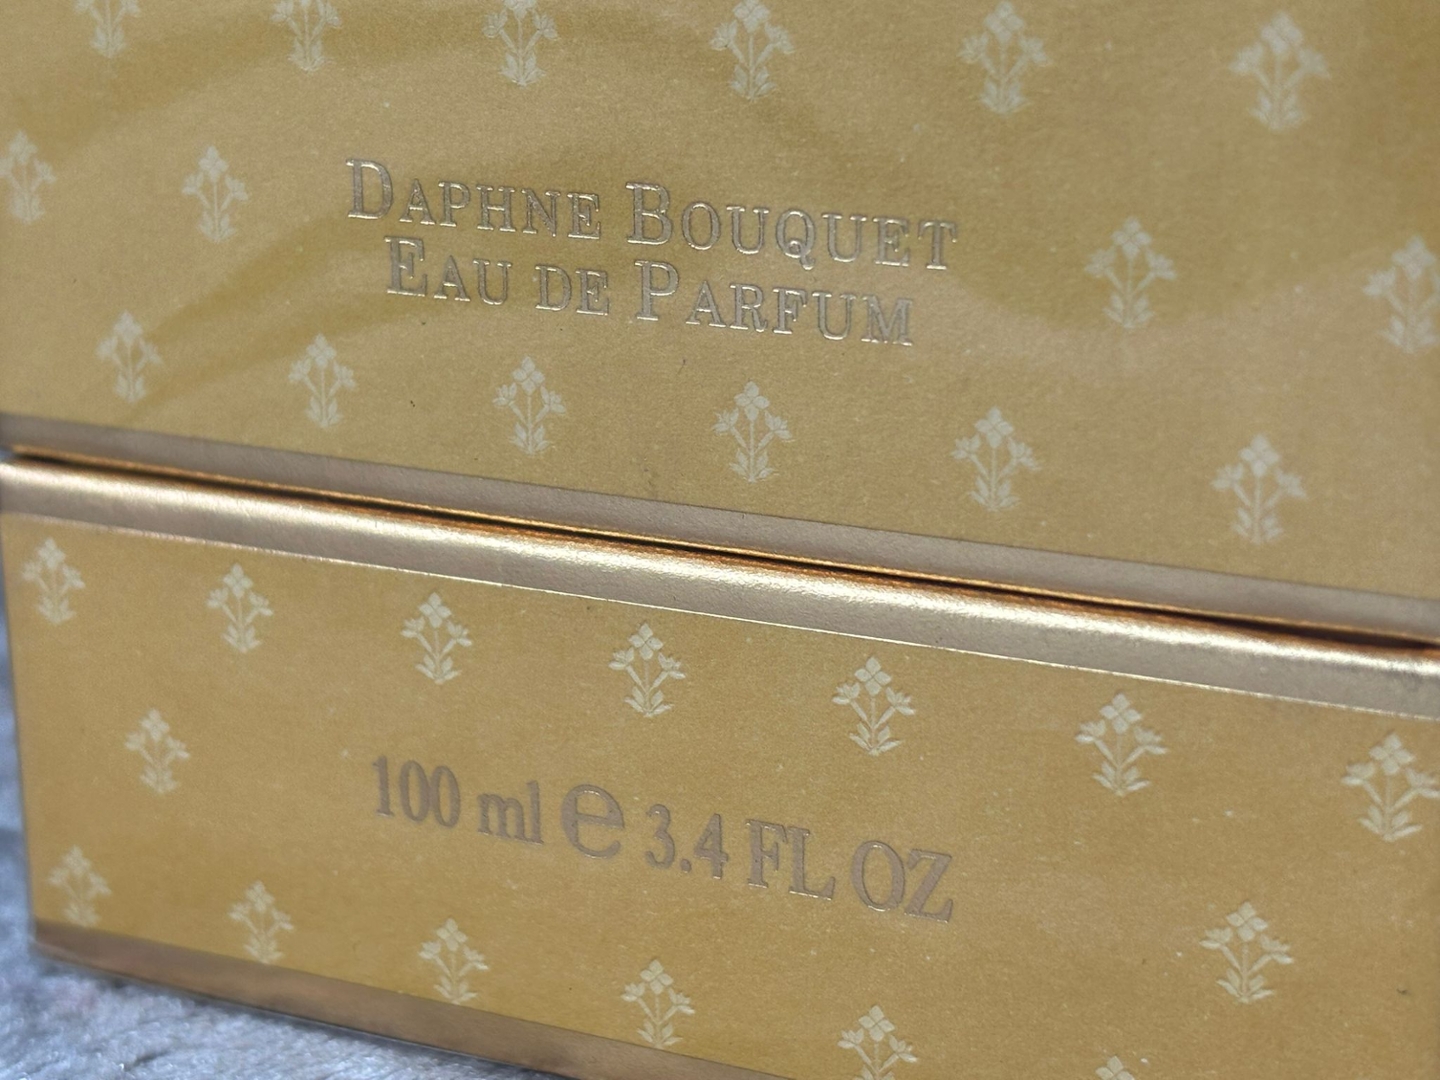 DAPHNE BOUQUET
EAU DE PARFUM
100 ml ℮ 3.4 FL OZ